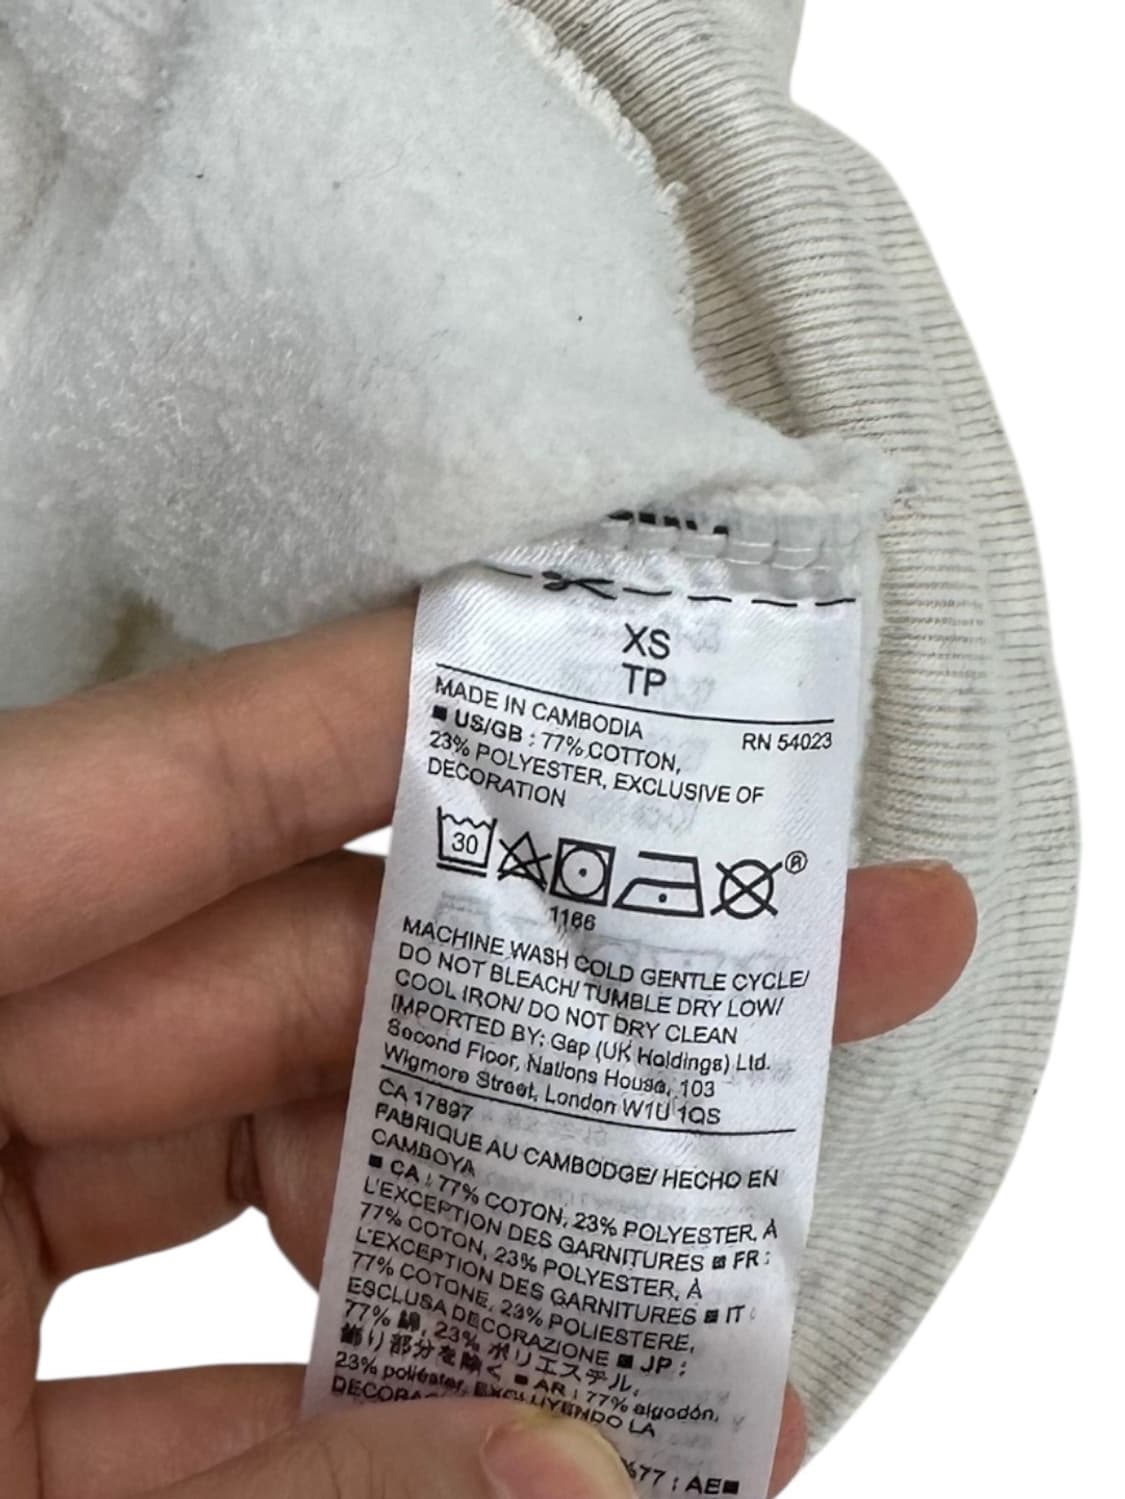 XS
TP
MADE IN CAMBODIA
RN 54023
■ US/GB : 77% COTTON,
23% POLYESTER, EXCLUSIVE OF
DECORATION
30
®
1166
MACHINE WASH COLD GENTLE CYCLE/
DO NOT BLEACH/ TUMBLE DRY LOW/
COOL IRON/ DO NOT DRY CLEAN
IMPORTED BY: Gap (UK Holdings) Ltd.
Second Floor, Nations House, 103
Wigmore Street, London W1U 1QS
CA 17897
FABRIQUE AU CAMBODGE/ HECHO EN
CAMBOYA
■ CA : 77% COTON, 23% POLYESTER, À
L'EXCEPTION DES GARNITURES ■ FR :
77% COTON, 23% POLYESTER, À
L'EXCEPTION DES GARNITURES ■ IT :
77% COTONE, 23% POLIESTERE,
ESCLUSA DECORAZIONE ■ JP :
77% 綿, 23% ポリエステル,
飾り部分を除く ■ AR : 77% algodón,
23% poliéster, EXCLUYENDO LA
%77 : AE■